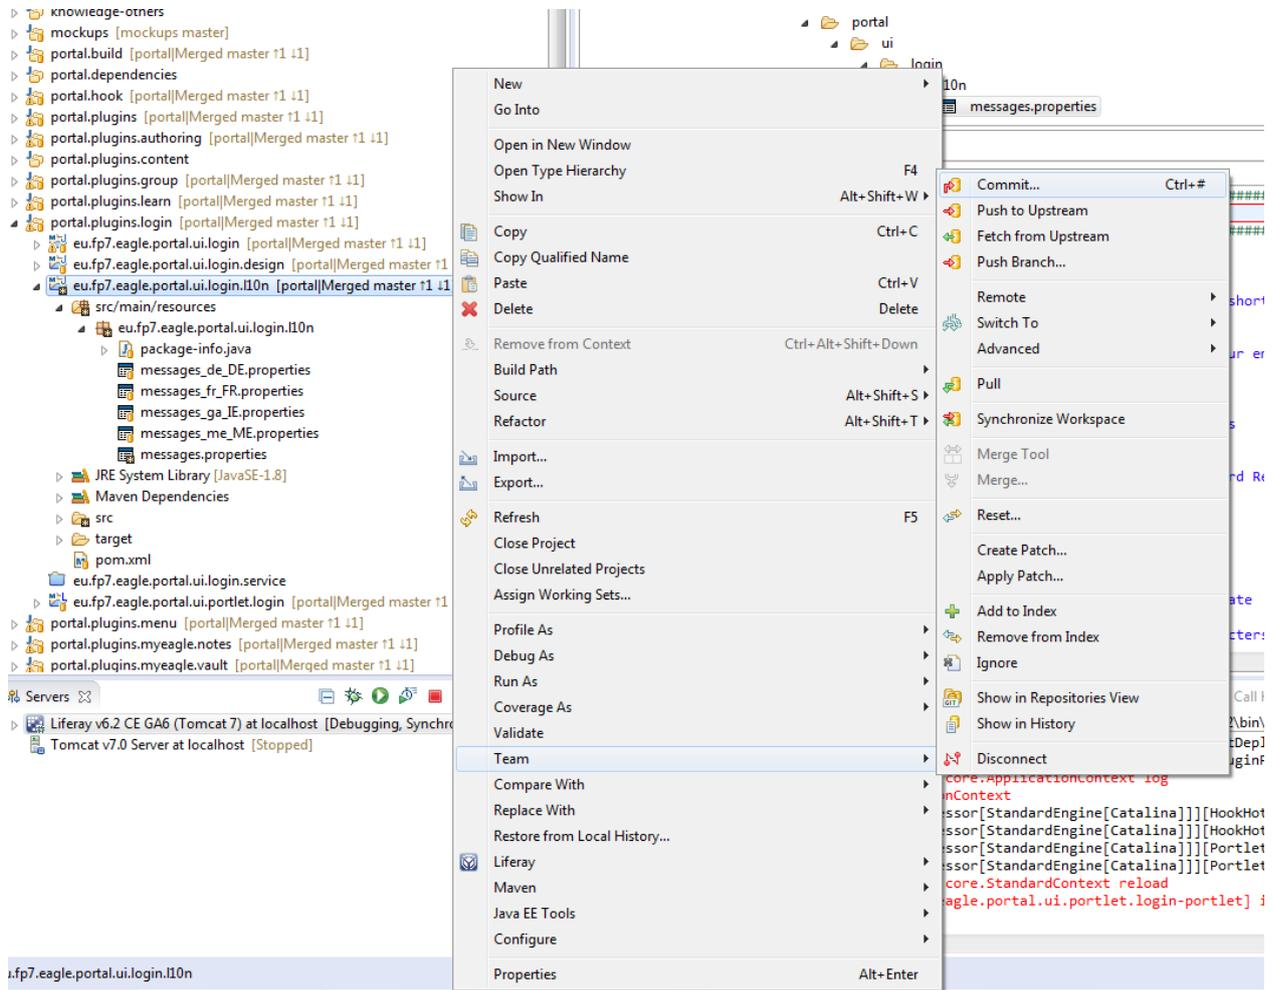 knowledge-others
mockups [mockups master]
portal.build [portal|Merged master ↑1 ↓1]
portal.dependencies
portal.hook [portal|Merged master ↑1 ↓1]
portal.plugins [portal|Merged master ↑1 ↓1]
portal.plugins.authoring [portal|Merged master ↑1 ↓1]
portal.plugins.content
portal.plugins.group [portal|Merged master ↑1 ↓1]
portal.plugins.learn [portal|Merged master ↑1 ↓1]
portal.plugins.login [portal|Merged master ↑1 ↓1]
eu.fp7.eagle.portal.ui.login [portal|Merged master ↑1 ↓1]
eu.fp7.eagle.portal.ui.login.design [portal|Merged master ↑1
eu.fp7.eagle.portal.ui.login.l10n [portal|Merged master ↑1 ↓1]
src/main/resources
eu.fp7.eagle.portal.ui.login.l10n
package-info.java
messages_de_DE.properties
messages_fr_FR.properties
messages_ga_IE.properties
messages_me_ME.properties
messages.properties
JRE System Library [JavaSE-1.8]
Maven Dependencies
src
target
pom.xml
eu.fp7.eagle.portal.ui.login.service
eu.fp7.eagle.portal.ui.portlet.login [portal|Merged master ↑1
portal.plugins.menu [portal|Merged master ↑1 ↓1]
portal.plugins.myeagle.notes [portal|Merged master ↑1 ↓1]
portal.plugins.myeagle.vault [portal|Merged master ↑1 ↓1]
Servers
Liferay v6.2 CE GA6 (Tomcat 7) at localhost [Debugging, Synchro
Tomcat v7.0 Server at localhost [Stopped]
.fp7.eagle.portal.ui.login.l10n
New
Go Into
Open in New Window
Open Type Hierarchy F4
Show In Alt+Shift+W
Copy Ctrl+C
Copy Qualified Name
Paste Ctrl+V
Delete Delete
Remove from Context Ctrl+Alt+Shift+Down
Build Path
Source Alt+Shift+S
Refactor Alt+Shift+T
Import...
Export...
Refresh F5
Close Project
Close Unrelated Projects
Assign Working Sets...
Profile As
Debug As
Run As
Coverage As
Validate
Team
Compare With
Replace With
Restore from Local History...
Liferay
Maven
Java EE Tools
Configure
Properties Alt+Enter
portal
ui
login
l10n
messages.properties
Commit... Ctrl+#
Push to Upstream
Fetch from Upstream
Push Branch...
Remote
Switch To
Advanced
Pull
Synchronize Workspace
Merge Tool
Merge...
Reset...
Create Patch...
Apply Patch...
Add to Index
Remove from Index
Ignore
Show in Repositories View
Show in History
Disconnect
#####
#####
short
ur en
s
rd Re
ate
cters
Call H
\bin\
tDepl
uginP
core.ApplicationContext log
nContext
ssor[StandardEngine[Catalina]]][HookHot
ssor[StandardEngine[Catalina]]][HookHot
ssor[StandardEngine[Catalina]]][Portlet
ssor[StandardEngine[Catalina]]][Portlet
core.StandardContext reload
agle.portal.ui.portlet.login-portlet] i